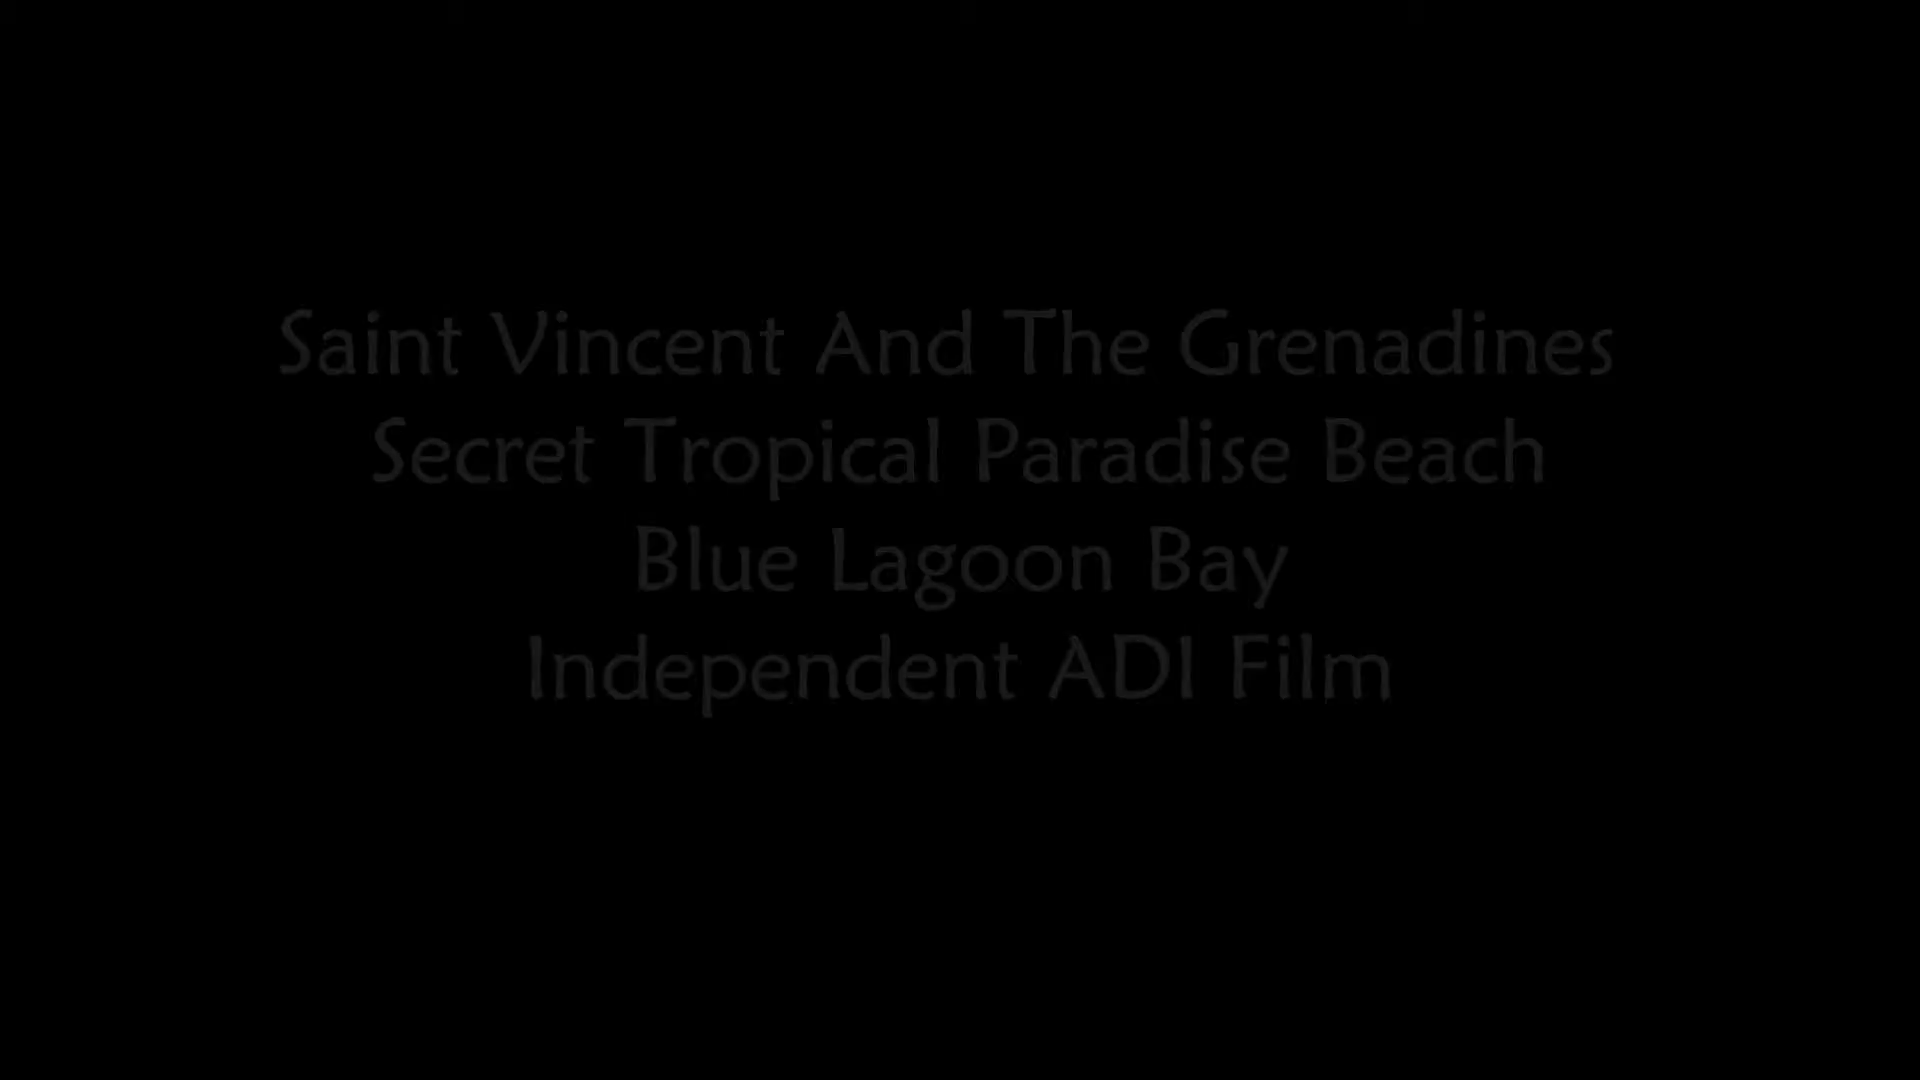 Saint Vincent And The Grenadines
Secret Tropical Paradise Beach
Blue Lagoon Bay
Independent ADI Film